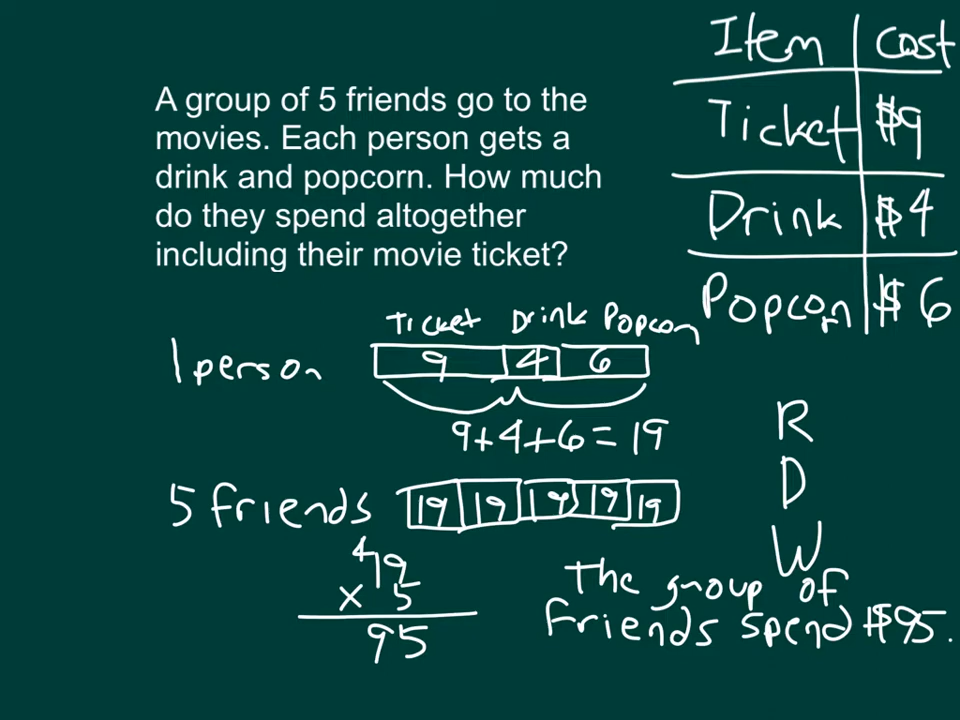 A group of 5 friends go to the
movies. Each person gets a
drink and popcorn. How much
do they spend altogether
including their movie ticket?
Item cost
Ticket $9
Drink $4
Popcorn $6
Ticket Drink Popcorn
1 person 9 4 6
9+4+6=19
5 friends 19 19 19 19 19
R
D
W
4
19
x 5
95
The group of
friends spend $95.